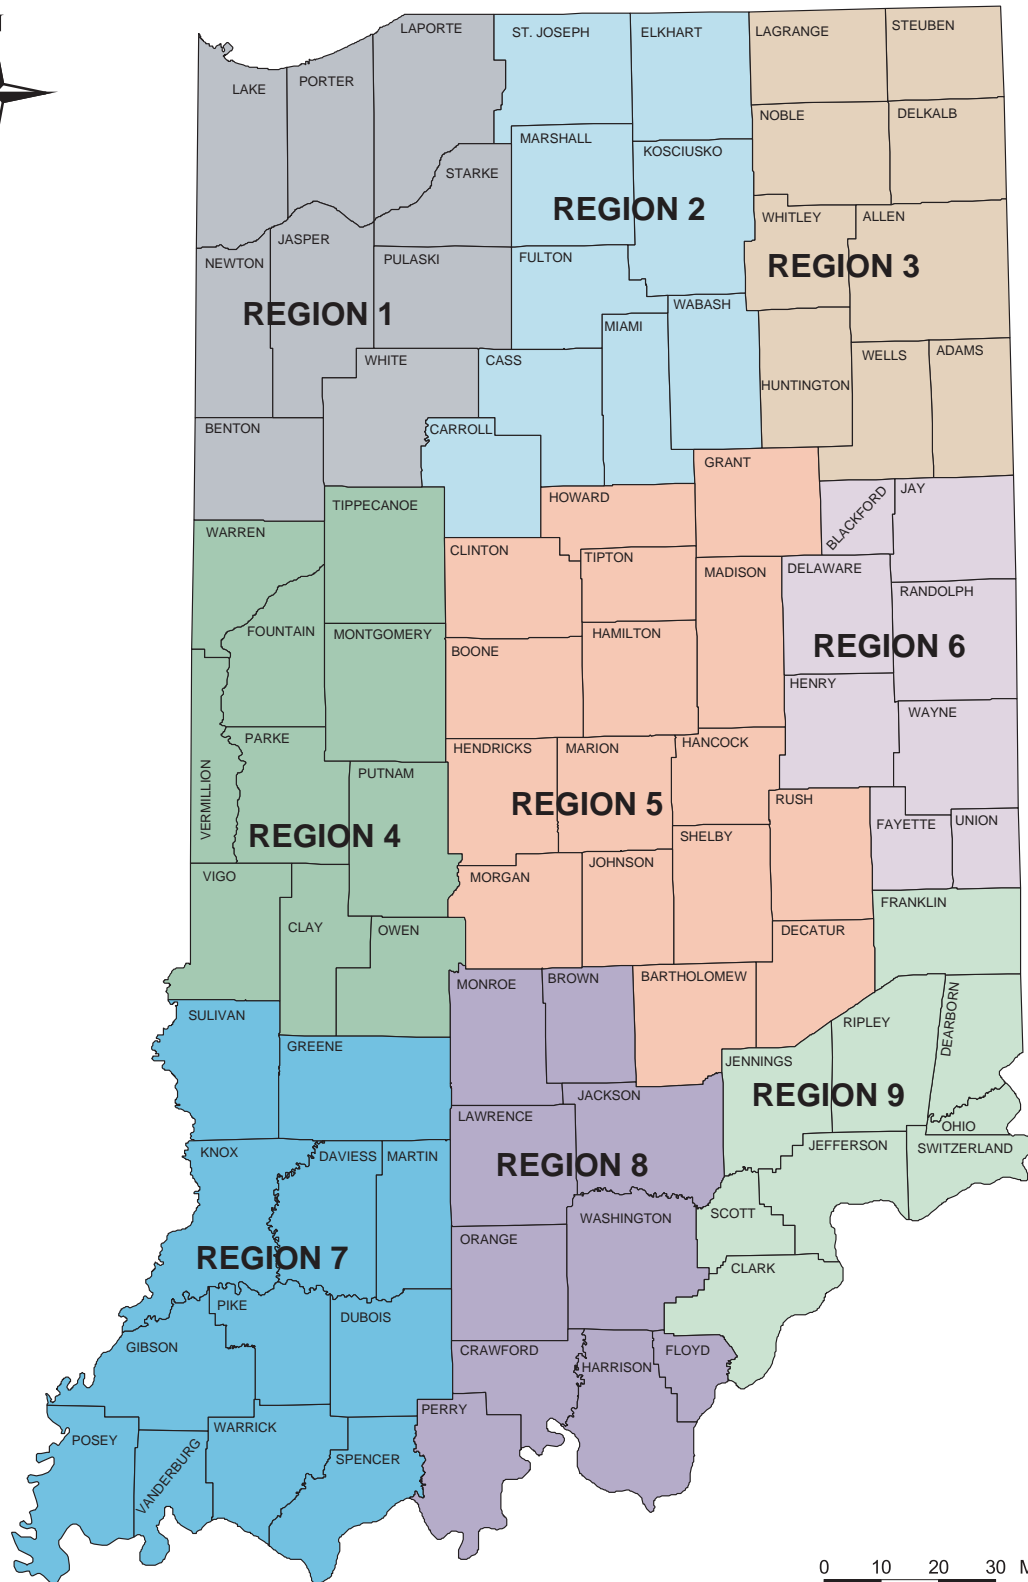 LAPORTE
ST. JOSEPH
ELKHART
LAGRANGE
STEUBEN
LAKE
PORTER
NOBLE
DELKALB
MARSHALL
KOSCIUSKO
STARKE
REGION 2
WHITLEY
ALLEN
JASPER
NEWTON
PULASKI
FULTON
REGION 3
REGION 1
WABASH
MIAMI
WHITE
CASS
WELLS
ADAMS
HUNTINGTON
BENTON
CARROLL
GRANT
TIPPECANOE
HOWARD
BLACKFORD
JAY
WARREN
CLINTON
TIPTON
MADISON
DELAWARE
RANDOLPH
FOUNTAIN
MONTGOMERY
BOONE
HAMILTON
REGION 6
HENRY
WAYNE
PARKE
HENDRICKS
MARION
HANCOCK
VERMILLION
PUTNAM
REGION 5
RUSH
REGION 4
SHELBY
FAYETTE
UNION
VIGO
MORGAN
JOHNSON
FRANKLIN
CLAY
OWEN
DECATUR
MONROE
BROWN
BARTHOLOMEW
SULIVAN
RIPLEY
DEARBORN
GREENE
JENNINGS
REGION 9
JACKSON
LAWRENCE
OHIO
KNOX
DAVIESS
MARTIN
REGION 8
JEFFERSON
SWITZERLAND
SCOTT
WASHINGTON
ORANGE
REGION 7
CLARK
PIKE
DUBOIS
GIBSON
CRAWFORD
HARRISON
FLOYD
PERRY
POSEY
VANDERBURG
WARRICK
SPENCER
0 10 20 30 M